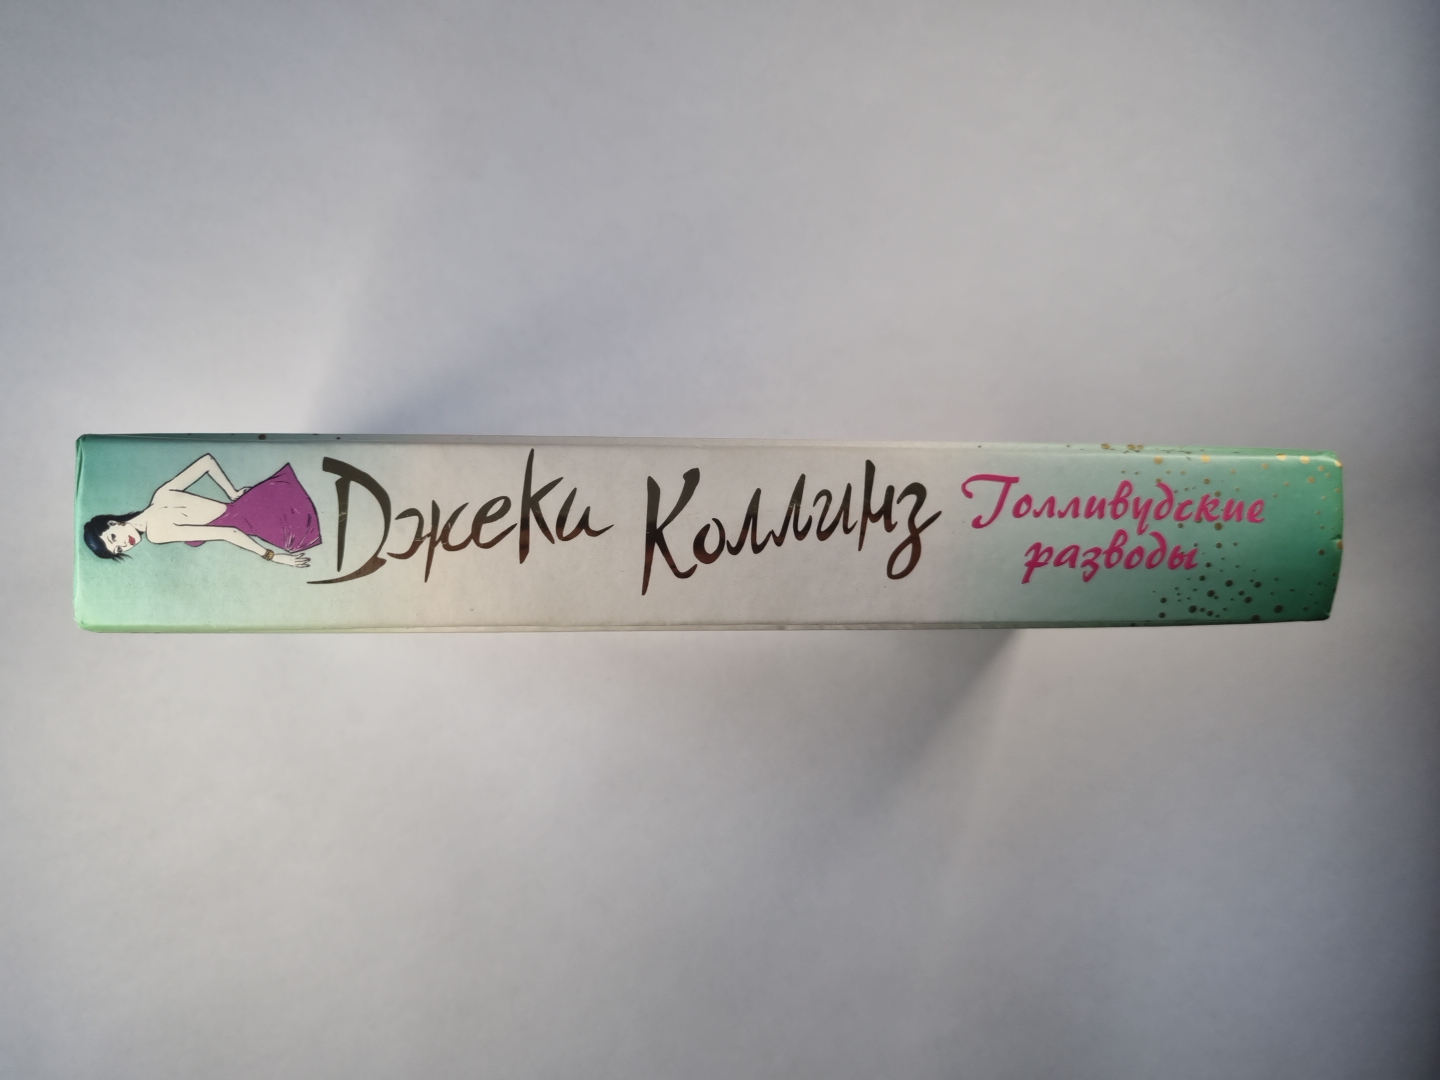 Джеки Коллинз
Голливудские
разводы